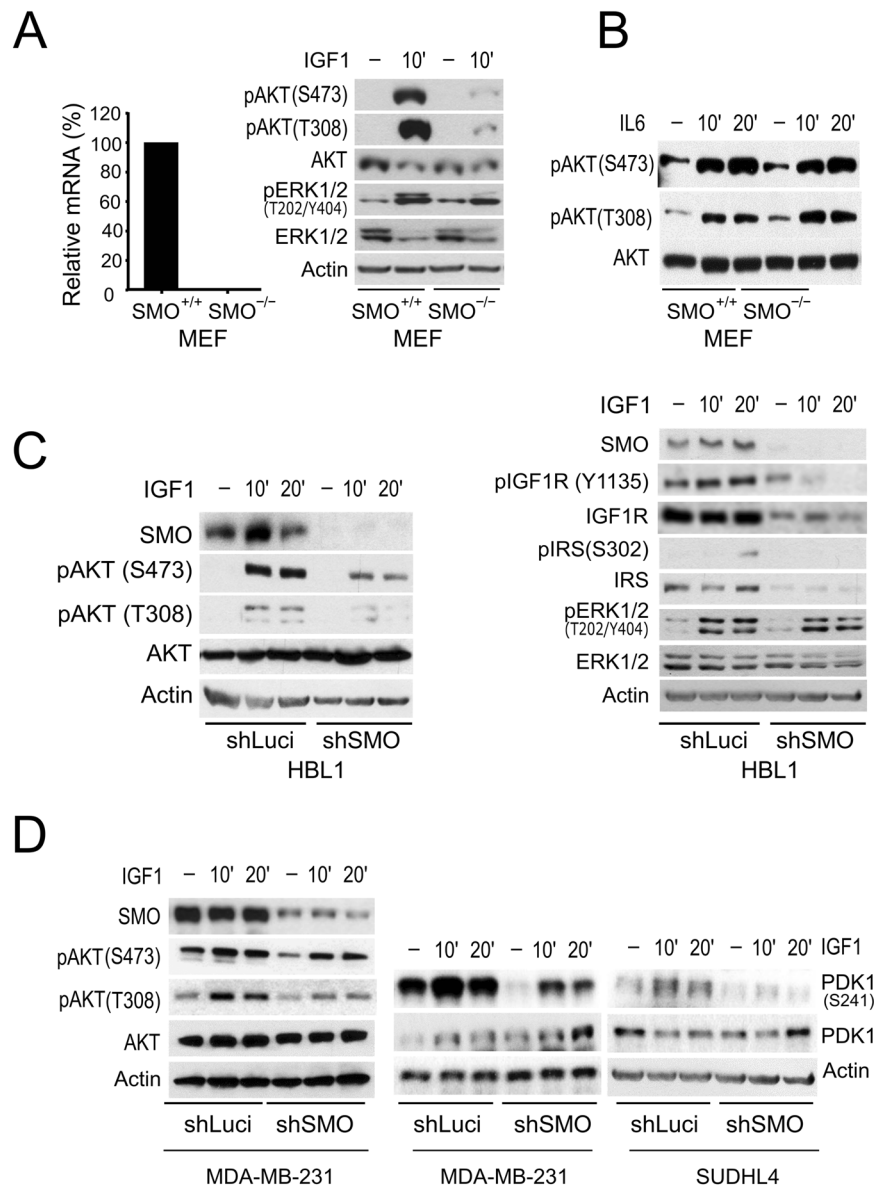 A
IGF1 – 10' – 10'
pAKT(S473)
pAKT(T308)
AKT
pERK1/2
(T202/Y404)
ERK1/2
Actin
SMO+/+ SMO−/−
MEF
Relative mRNA (%)
120
100
80
60
40
20
0
SMO+/+ SMO−/−
MEF
B
IL6 – 10' 20' – 10' 20'
pAKT(S473)
pAKT(T308)
AKT
SMO+/+ SMO−/−
MEF
C
IGF1 – 10' 20' – 10' 20'
SMO
pAKT (S473)
pAKT (T308)
AKT
Actin
shLuci shSMO
HBL1
IGF1 – 10' 20' – 10' 20'
SMO
pIGF1R (Y1135)
IGF1R
pIRS(S302)
IRS
pERK1/2
(T202/Y404)
ERK1/2
Actin
shLuci shSMO
HBL1
D
IGF1 – 10' 20' – 10' 20'
SMO
pAKT(S473)
pAKT(T308)
AKT
Actin
shLuci shSMO
MDA-MB-231
– 10' 20' – 10' 20' – 10' 20' – 10' 20' IGF1
PDK1
(S241)
PDK1
Actin
shLuci shSMO shLuci shSMO
MDA-MB-231 SUDHL4